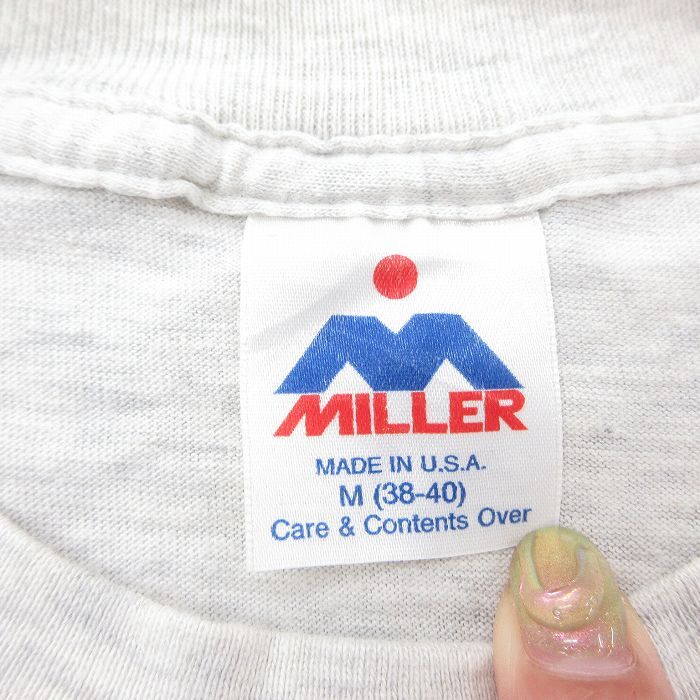 MILLER
MADE IN U.S.A.
M (38-40)
Care & Contents Over